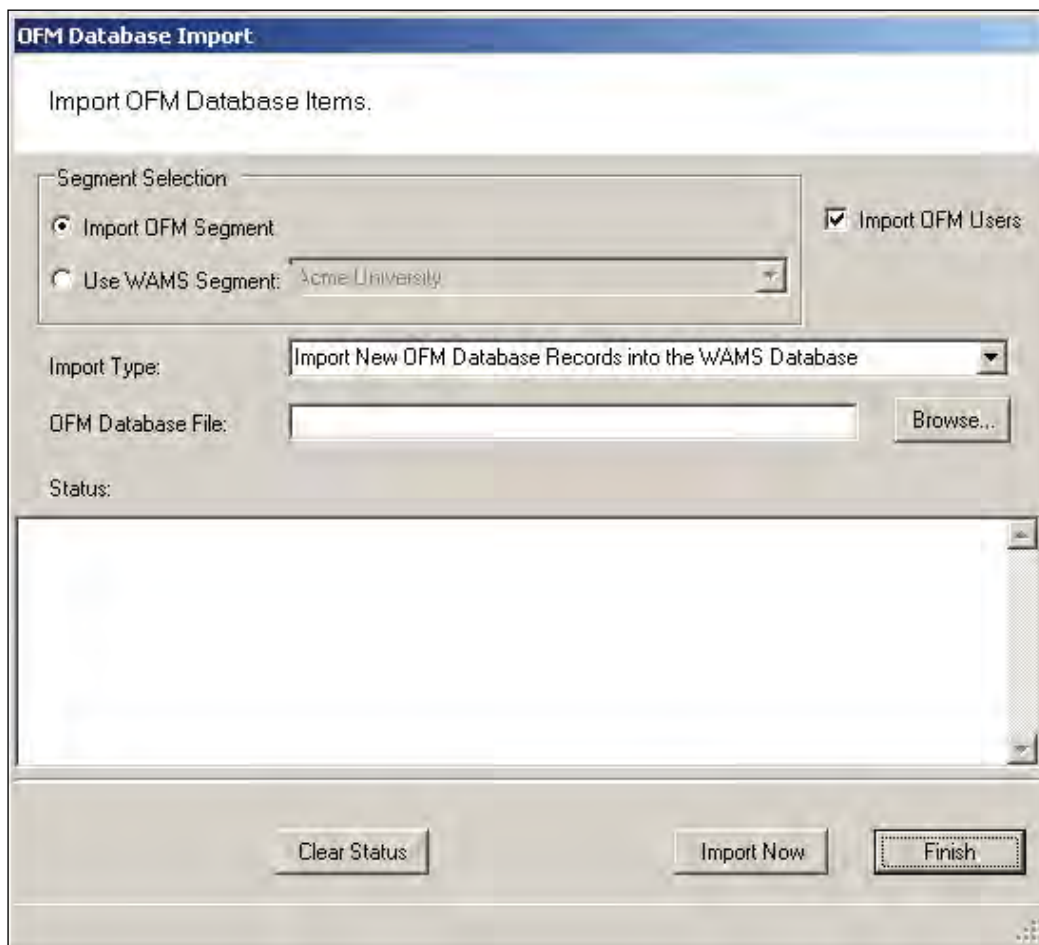 OFM Database Import
Import OFM Database Items.
Segment Selection
Import OFM Segment
Import OFM Users
Use WAMS Segment:
Acme University
Import Type:
Import New OFM Database Records into the WAMS Database
OFM Database File:
Browse...
Status:
Clear Status
Import Now
Finish